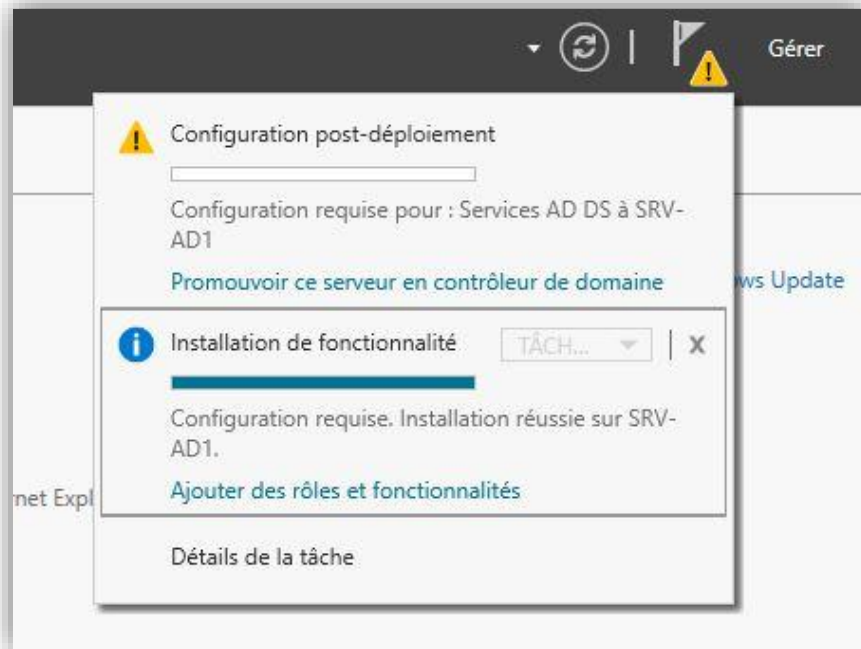 Gérer
Configuration post-déploiement
Configuration requise pour : Services AD DS à SRV-
AD1
Promouvoir ce serveur en contrôleur de domaine
ws Update
Installation de fonctionnalité
TÂCH...
X
Configuration requise. Installation réussie sur SRV-
AD1.
Ajouter des rôles et fonctionnalités
net Expl
Détails de la tâche